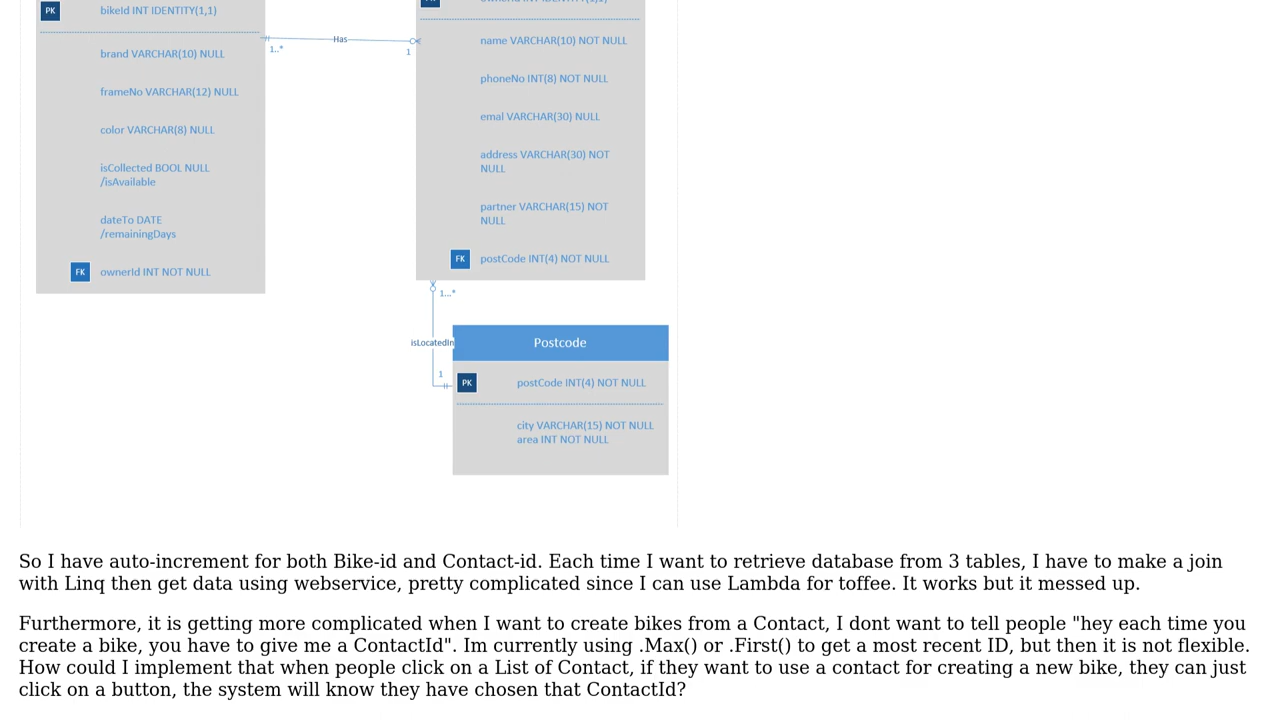 PK
bikeId INT IDENTITY(1,1)
brand VARCHAR(10) NULL
frameNo VARCHAR(12) NULL
color VARCHAR(8) NULL
isCollected BOOL NULL
/isAvailable
dateTo DATE
/remainingDays
FK
ownerId INT NOT NULL
1..*
Has
1
name VARCHAR(10) NOT NULL
phoneNo INT(8) NOT NULL
emal VARCHAR(30) NULL
address VARCHAR(30) NOT
NULL
partner VARCHAR(15) NOT
NULL
FK
postCode INT(4) NOT NULL
1...*
isLocatedIn
1
Postcode
PK
postCode INT(4) NOT NULL
city VARCHAR(15) NOT NULL
area INT NOT NULL
So I have auto-increment for both Bike-id and Contact-id. Each time I want to retrieve database from 3 tables, I have to make a join
with Linq then get data using webservice, pretty complicated since I can use Lambda for toffee. It works but it messed up.
Furthermore, it is getting more complicated when I want to create bikes from a Contact, I dont want to tell people "hey each time you
create a bike, you have to give me a ContactId". Im currently using .Max() or .First() to get a most recent ID, but then it is not flexible.
How could I implement that when people click on a List of Contact, if they want to use a contact for creating a new bike, they can just
click on a button, the system will know they have chosen that ContactId?